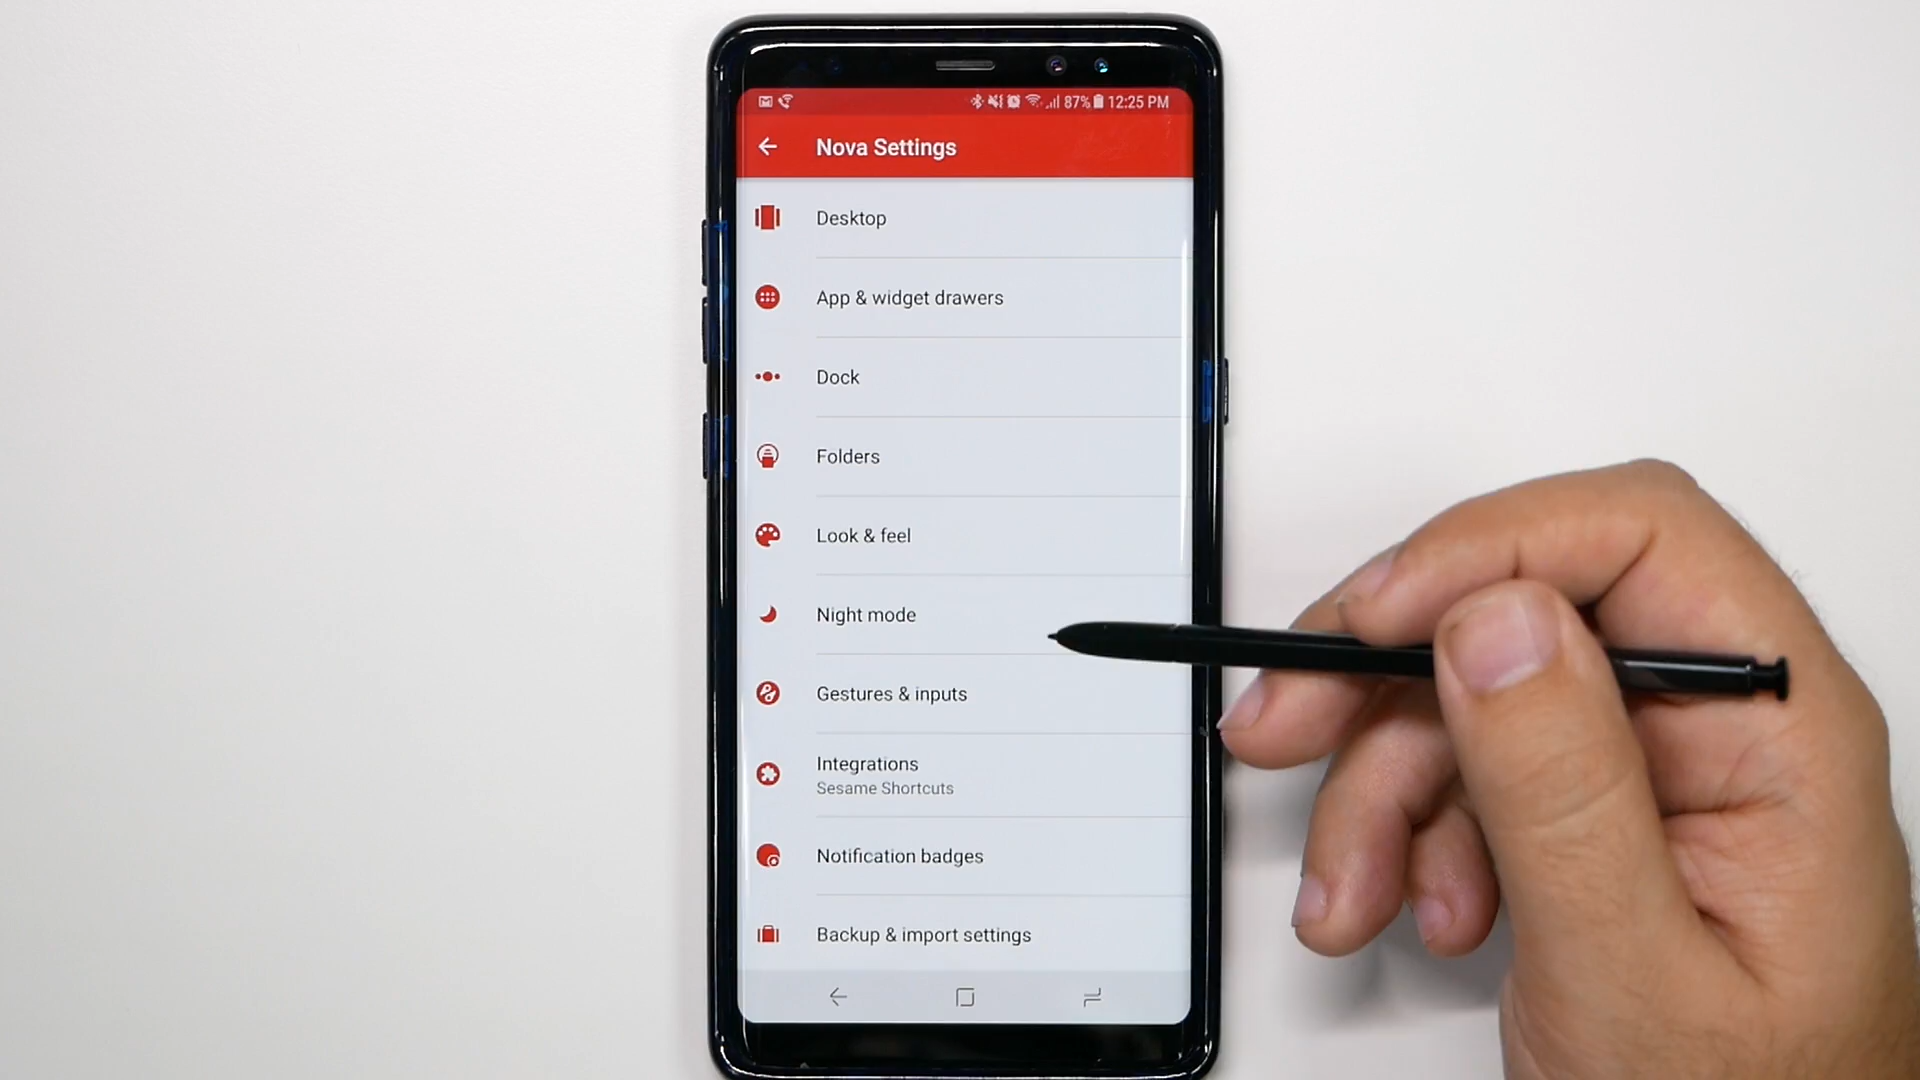 87% 12:25 PM
Nova Settings
Desktop
App & widget drawers
Dock
Folders
Look & feel
Night mode
Gestures & inputs
Integrations
Sesame Shortcuts
Notification badges
Backup & import settings